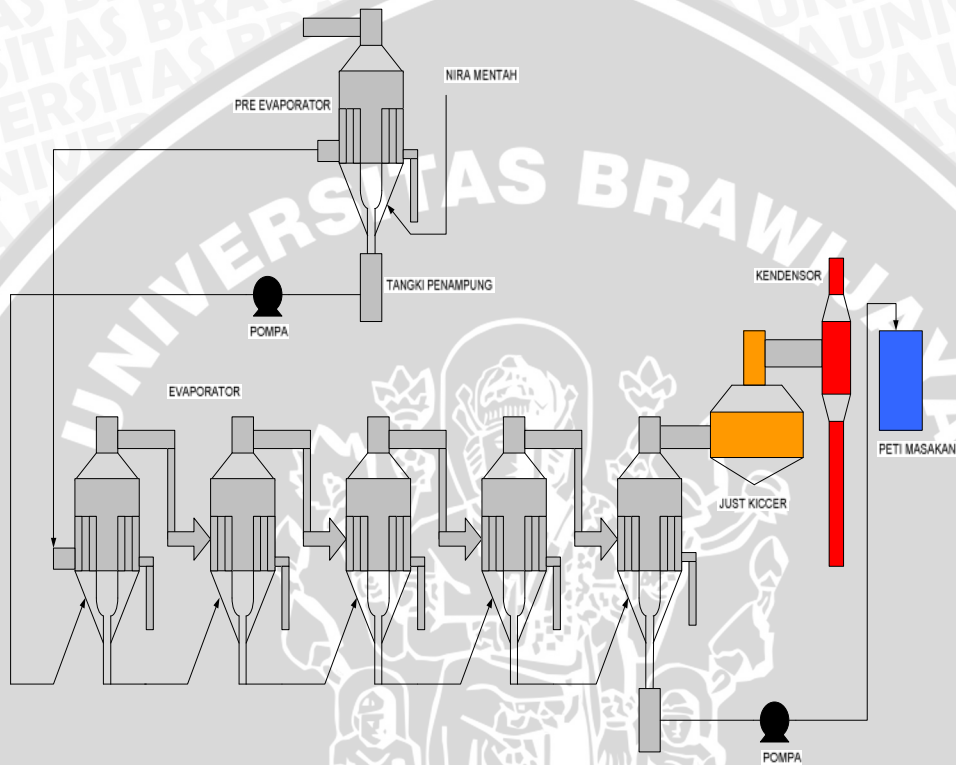 NIRA MENTAH
PRE EVAPORATOR
UNIVERSITAS BRAWIJAYA
KENDENSOR
TANGKI PENAMPUNG
POMPA
EVAPORATOR
PETI MASAKAN
JUST KICCER
POMPA